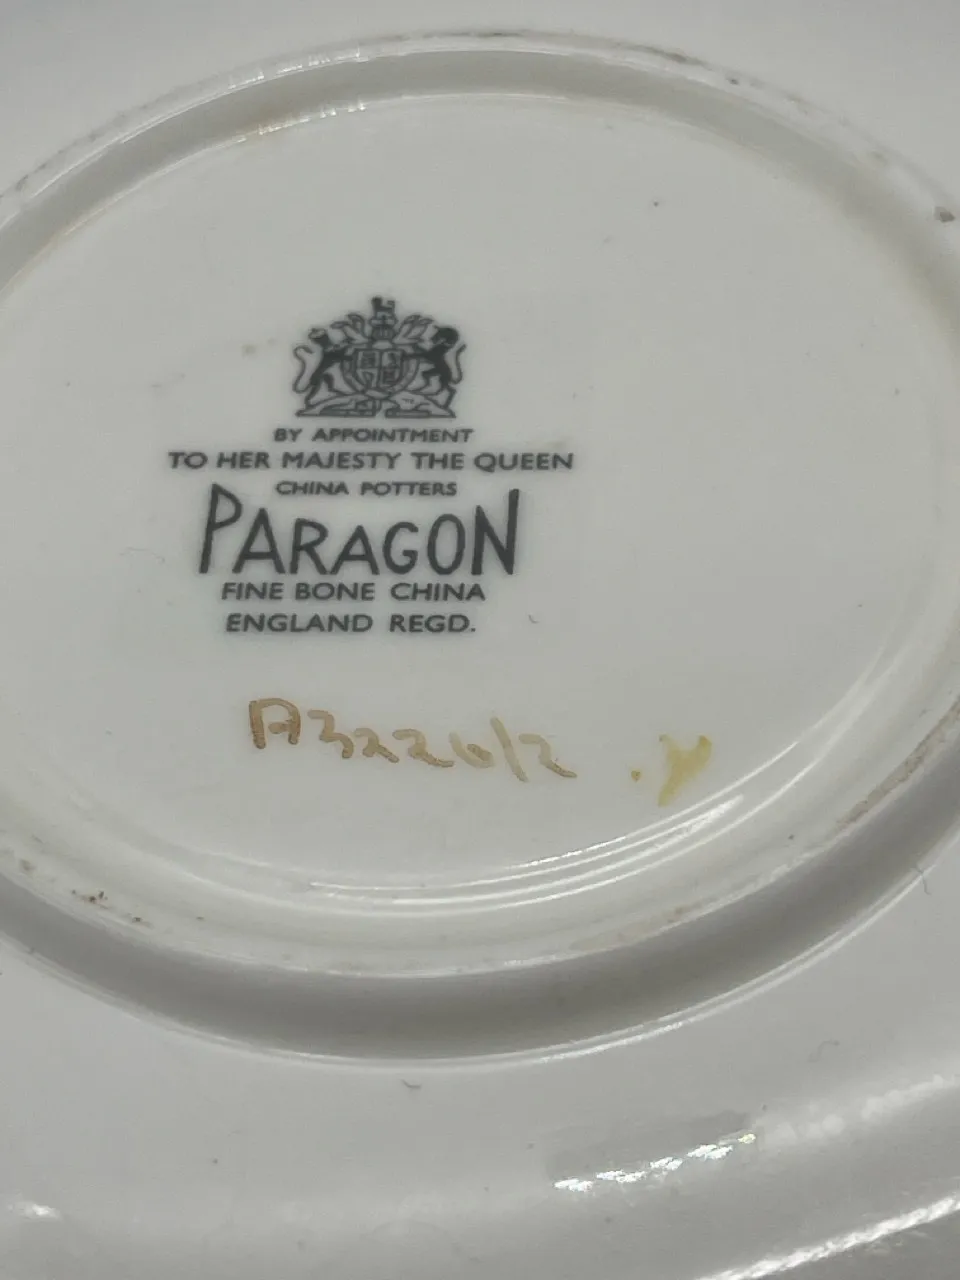 BY APPOINTMENT
TO HER MAJESTY THE QUEEN
CHINA POTTERS
PARAGON
FINE BONE CHINA
ENGLAND REGD.
A3226/2 .y